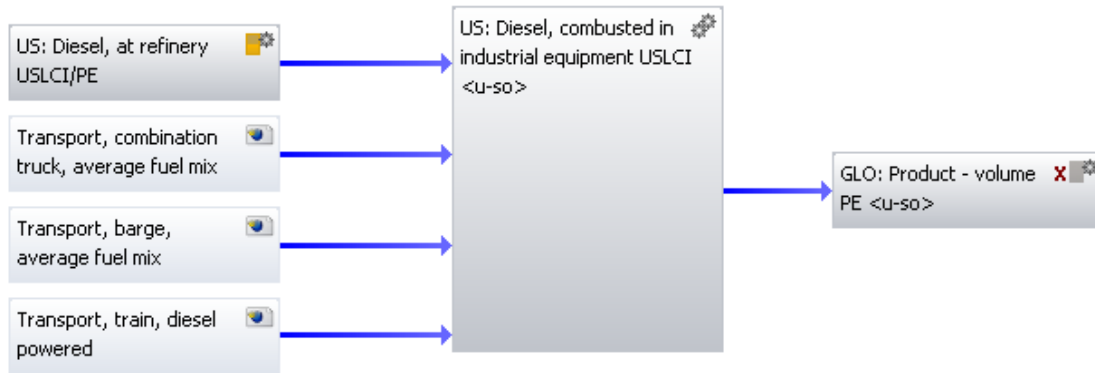 US: Diesel, at refinery
USLCI/PE
Transport, combination
truck, average fuel mix
Transport, barge,
average fuel mix
Transport, train, diesel
powered
US: Diesel, combusted in
industrial equipment USLCI
<u-so>
GLO: Product - volume X
PE <u-so>